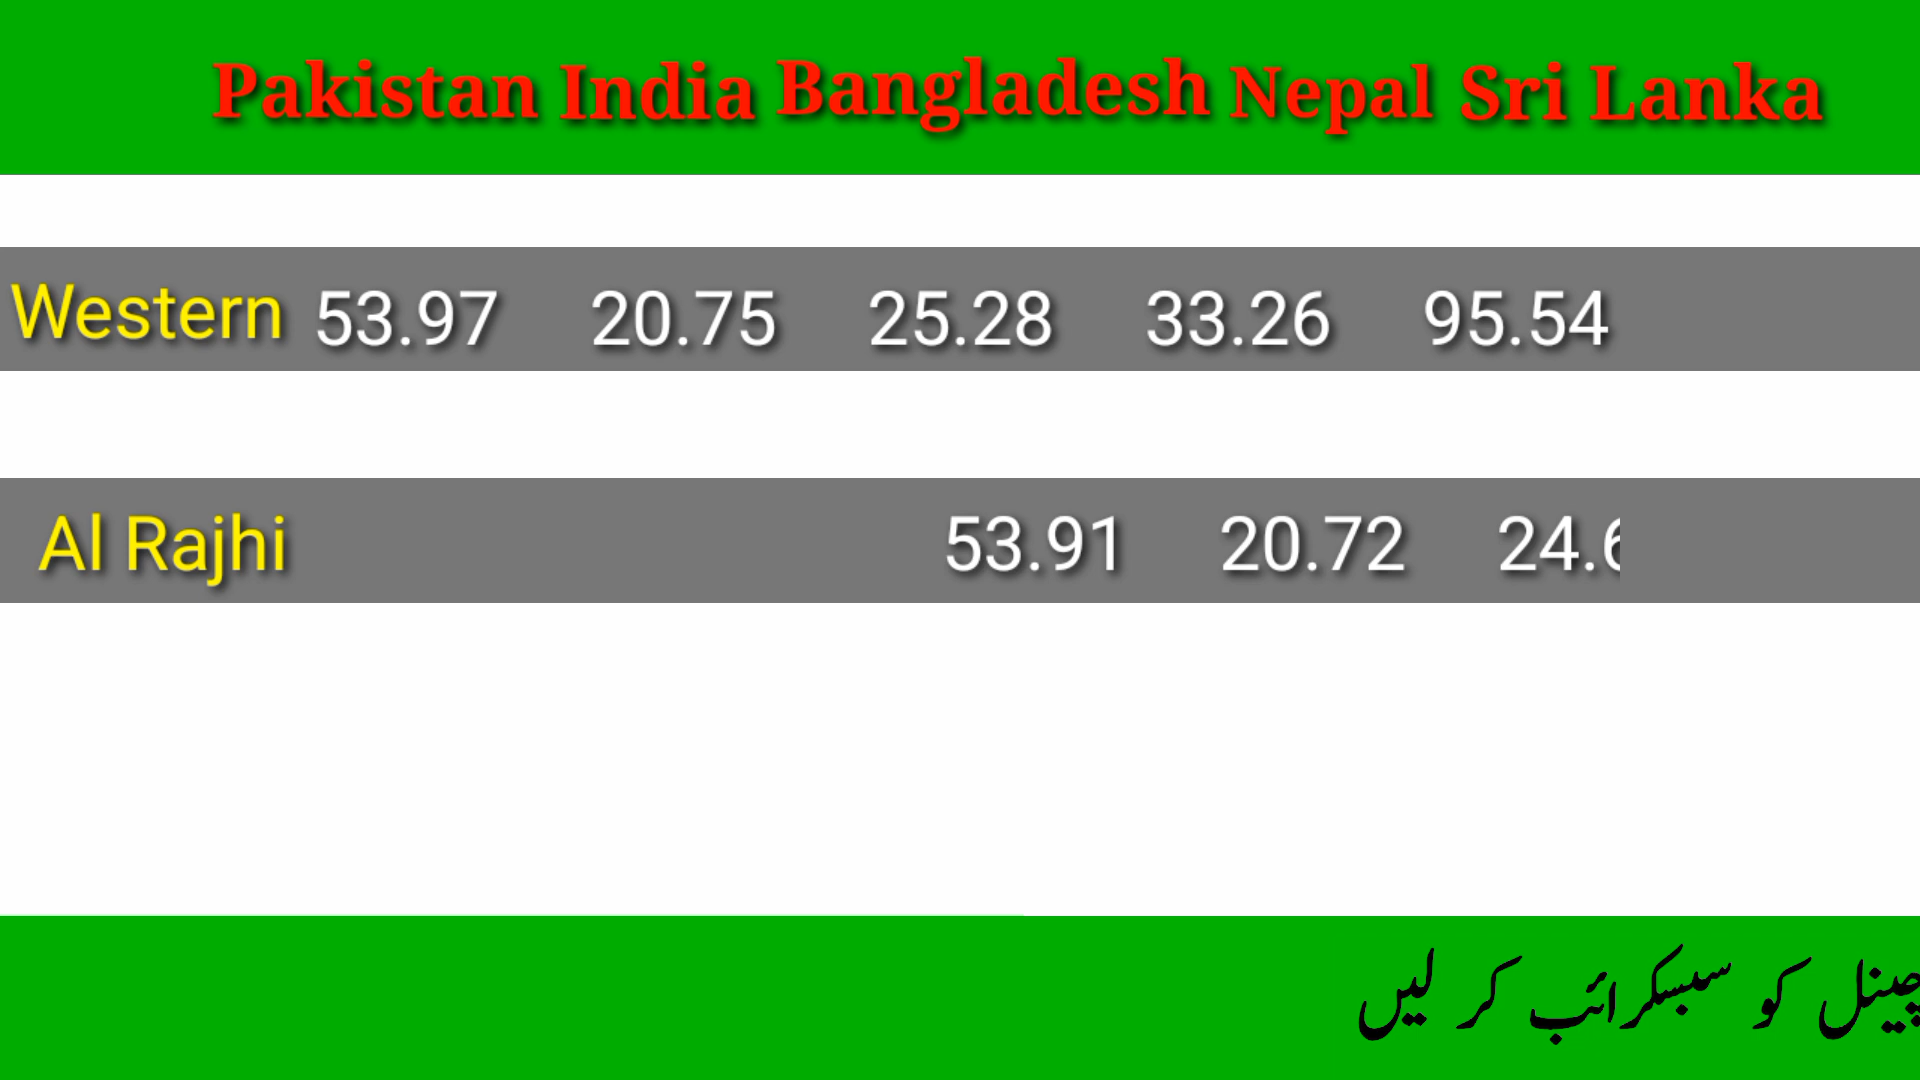 Pakistan India Bangladesh Nepal Sri Lanka
Western 53.97 20.75 25.28 33.26 95.54
Al Rajhi 53.91 20.72
چینل کو سبسکرائب کر لیں